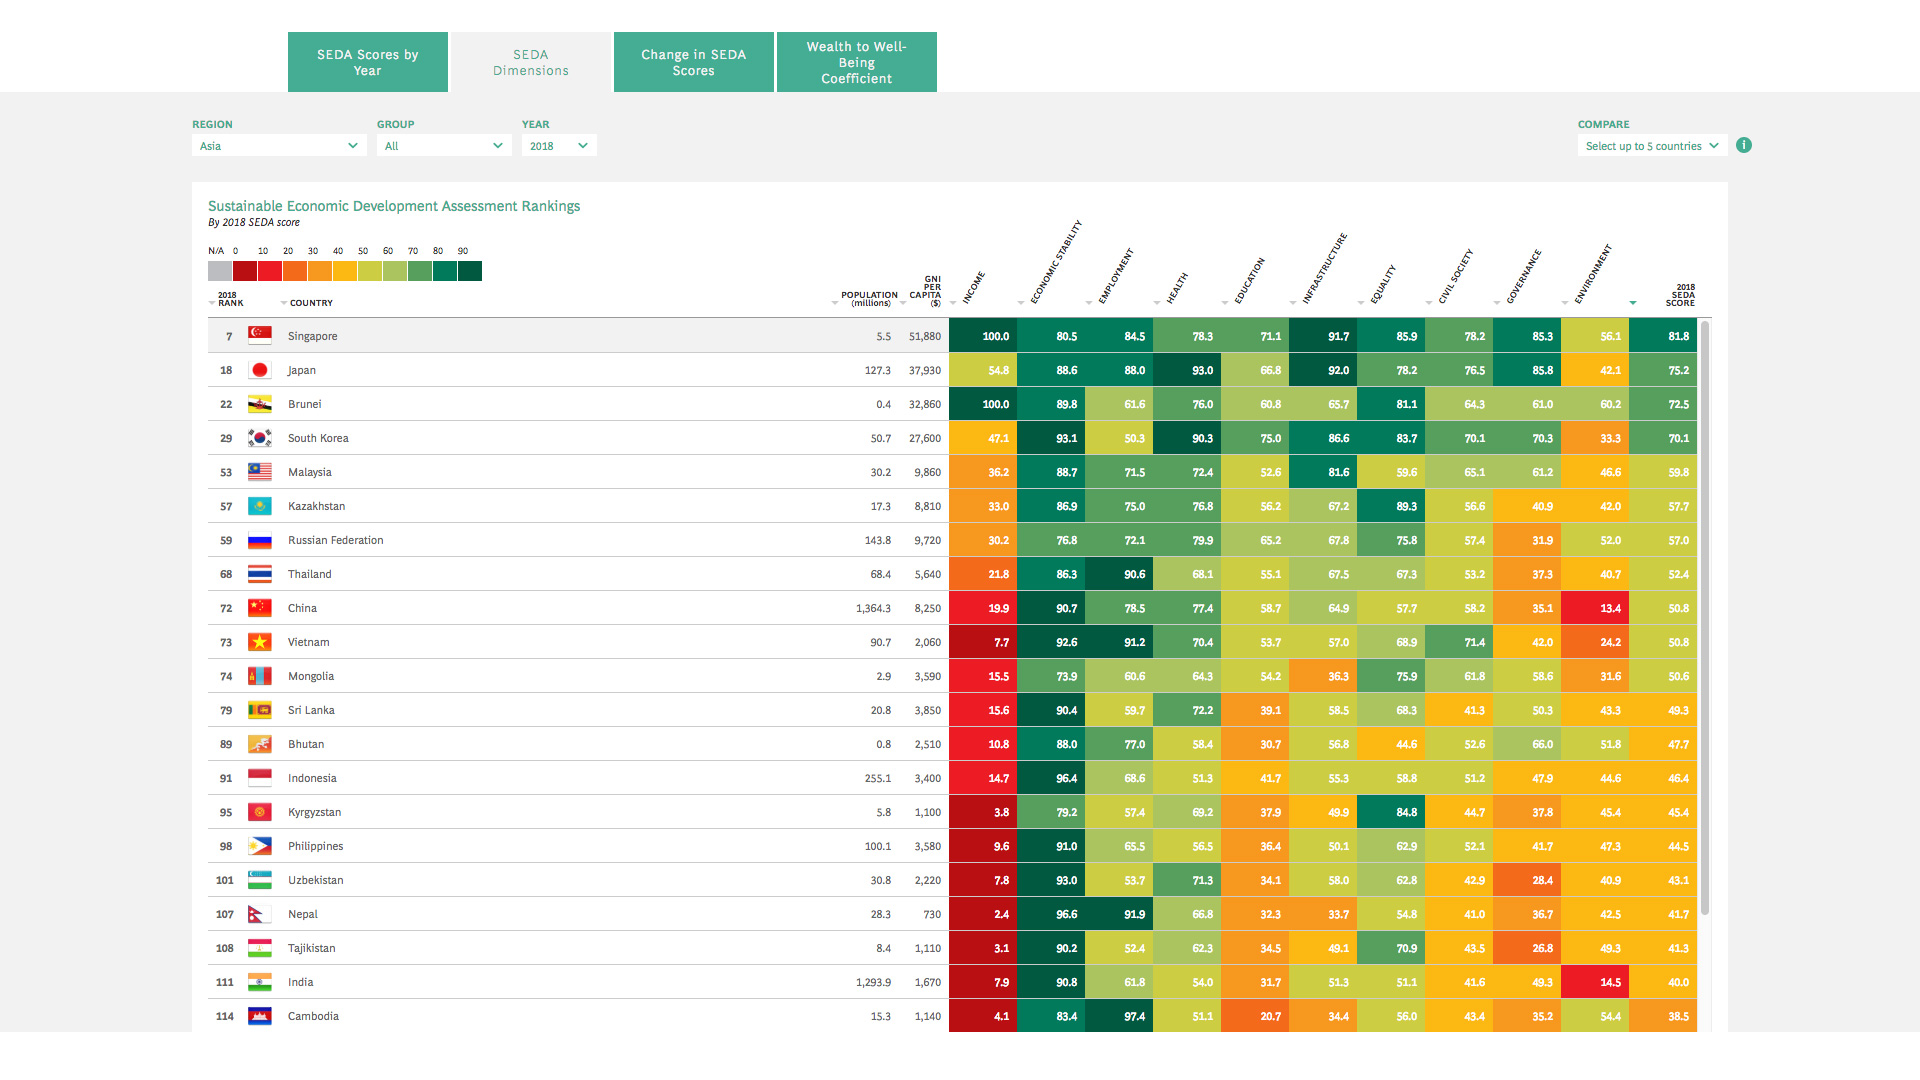 SEDA Scores by
Year
SEDA
Dimensions
Change in SEDA
Scores
Wealth to Well-
Being
Coefficient
REGION
GROUP
YEAR
COMPARE
Asia
All
2018
Select up to 5 countries
i
Sustainable Economic Development Assessment Rankings
By 2018 SEDA score
N/A 0 10 20 30 40 50 60 70 80 90
2018
RANK
COUNTRY
POPULATION
(millions)
GNI
PER
CAPITA
($)
INCOME
ECONOMIC STABILITY
EMPLOYMENT
HEALTH
EDUCATION
INFRASTRUCTURE
EQUALITY
CIVIL SOCIETY
GOVERNANCE
ENVIRONMENT
2018
SEDA
SCORE
7 Singapore 5.5 51,880 100.0 80.5 84.5 78.3 71.1 91.7 85.9 78.2 85.3 56.1 81.8
18 Japan 127.3 37,930 54.8 88.6 88.0 93.0 66.8 92.0 78.2 76.5 85.8 42.1 75.2
22 Brunei 0.4 32,860 100.0 89.8 61.6 76.0 60.8 65.7 81.1 64.3 61.0 60.2 72.5
29 South Korea 50.7 27,600 47.1 93.1 50.3 90.3 75.0 86.6 83.7 70.1 70.3 33.3 70.1
53 Malaysia 30.2 9,860 36.2 88.7 71.5 72.4 52.6 81.6 59.6 65.1 61.2 46.6 59.8
57 Kazakhstan 17.3 8,810 33.0 86.9 75.0 76.8 56.2 67.2 89.3 56.6 40.9 42.0 57.7
59 Russian Federation 143.8 9,720 30.2 76.8 72.1 79.9 65.2 67.8 75.8 57.4 31.9 52.0 57.0
68 Thailand 68.4 5,640 21.8 86.3 90.6 68.1 55.1 67.5 67.3 53.2 37.3 40.7 52.4
72 China 1,364.3 8,250 19.9 90.7 78.5 77.4 58.7 64.9 57.7 58.2 35.1 13.4 50.8
73 Vietnam 90.7 2,060 7.7 92.6 91.2 70.4 53.7 57.0 68.9 71.4 42.0 24.2 50.8
74 Mongolia 2.9 3,590 15.5 73.9 60.6 64.3 54.2 36.3 75.9 61.8 58.6 31.6 50.6
79 Sri Lanka 20.8 3,850 15.6 90.4 59.7 72.2 39.1 58.5 68.3 41.3 50.3 43.3 49.3
89 Bhutan 0.8 2,510 10.8 88.0 77.0 58.4 30.7 56.8 44.6 52.6 66.0 51.8 47.7
91 Indonesia 255.1 3,400 14.7 96.4 68.6 51.3 41.7 55.3 58.8 51.2 47.9 44.6 46.4
95 Kyrgyzstan 5.8 1,100 3.8 79.2 57.4 69.2 37.9 49.9 84.8 44.7 37.8 45.4 45.4
98 Philippines 100.1 3,580 9.6 91.0 65.5 56.5 36.4 50.1 62.9 52.1 41.7 47.3 44.5
101 Uzbekistan 30.8 2,220 7.8 93.0 53.7 71.3 34.1 58.0 62.8 42.9 28.4 40.9 43.1
107 Nepal 28.3 730 2.4 96.6 91.9 66.8 32.3 33.7 54.8 41.0 36.7 42.5 41.7
108 Tajikistan 8.4 1,110 3.1 90.2 52.4 62.3 34.5 49.1 70.9 43.5 26.8 49.3 41.3
111 India 1,293.9 1,670 7.9 90.8 61.8 54.0 31.7 51.3 51.1 41.6 49.3 14.5 40.0
114 Cambodia 15.3 1,140 4.1 83.4 97.4 51.1 20.7 34.4 56.0 43.4 35.2 54.4 38.5